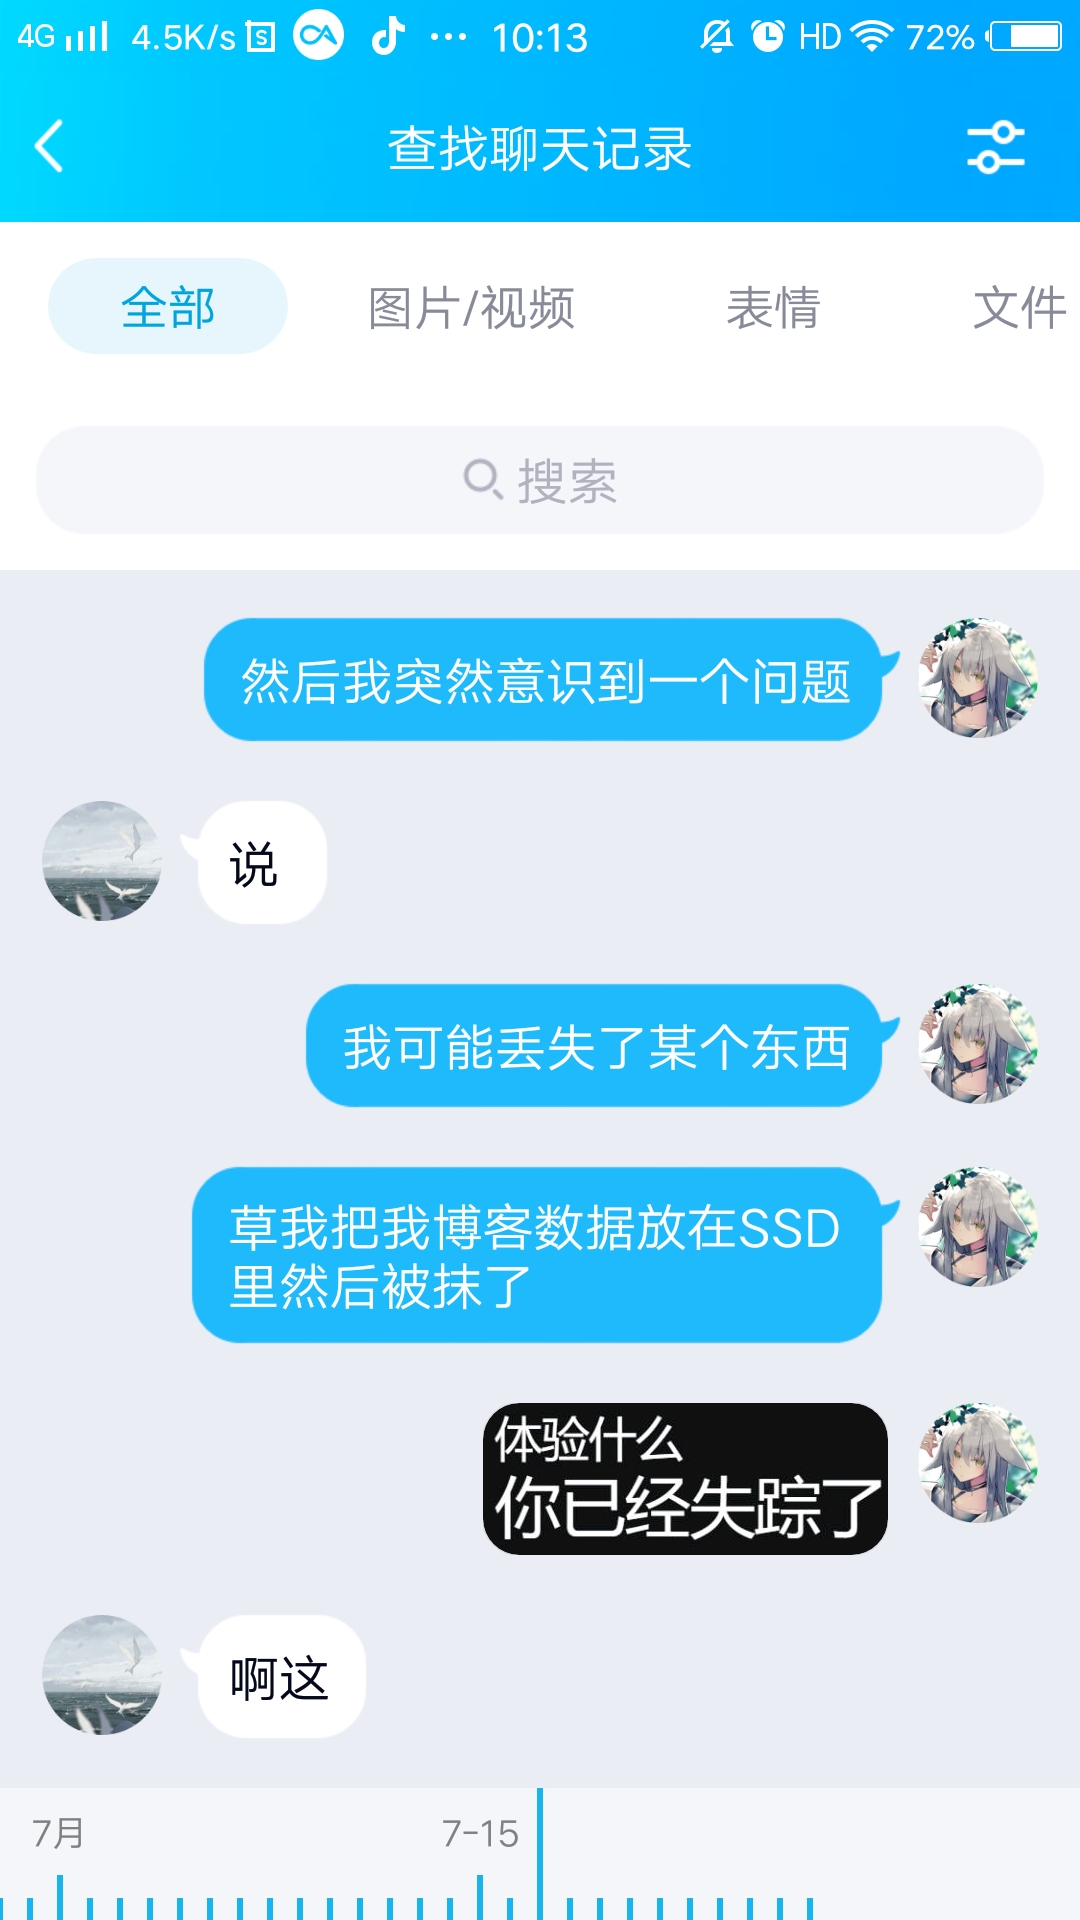 4G 4.5K/s 10:13 HD 72%
查找聊天记录
全部 图片/视频 表情 文件
搜索
然后我突然意识到一个问题
说
我可能丢失了某个东西
草我把我博客数据放在SSD
里然后被抹了
体验什么
你已经失踪了
啊这
7月 7-15